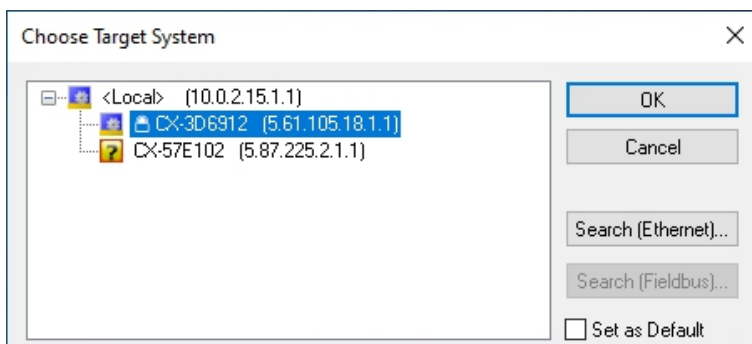 Choose Target System
<Local> (10.0.2.15.1.1)
CX-3D6912 (5.61.105.18.1.1)
CX-57E102 (5.87.225.2.1.1)
OK
Cancel
Search (Ethernet)...
Search (Fieldbus)...
Set as Default